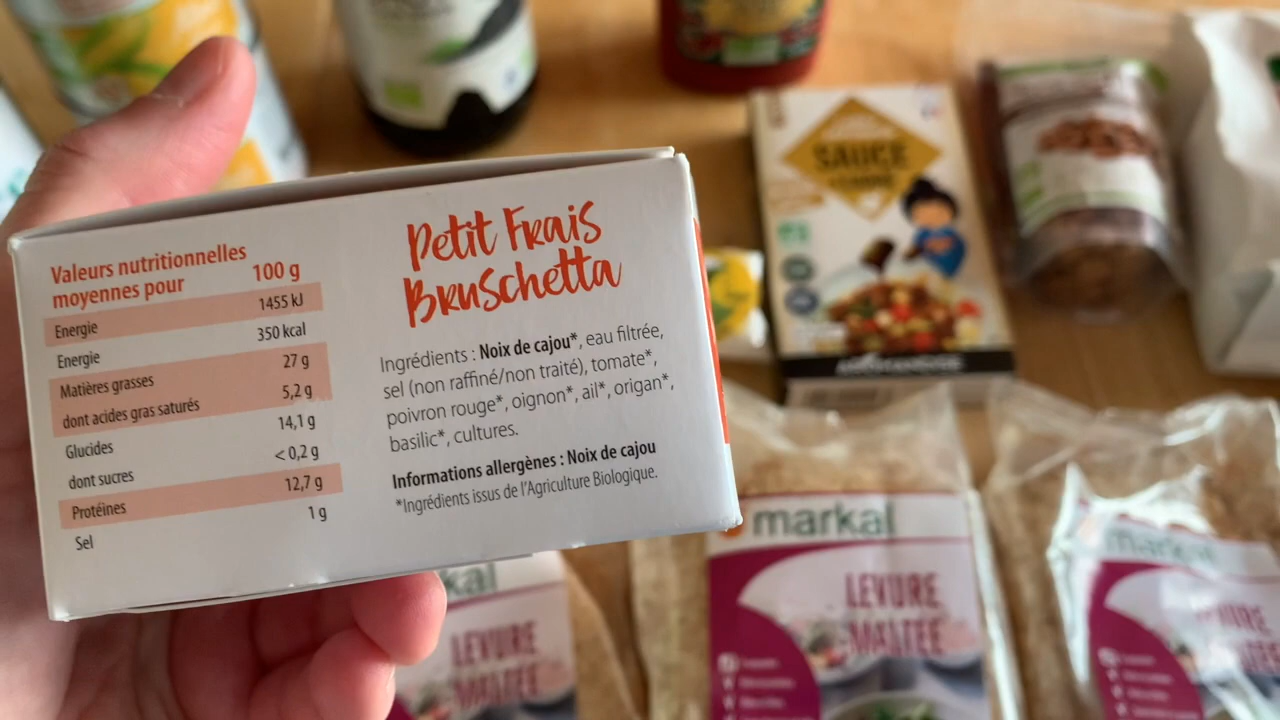 Valeurs nutritionnelles
moyennes pour 100 g
Energie 1455 kJ
Energie 350 kcal
Matières grasses 27 g
dont acides gras saturés 5,2 g
Glucides 14,1 g
dont sucres < 0,2 g
Protéines 12,7 g
Sel 1 g
Petit Frais
Bruschetta
Ingrédients : Noix de cajou*, eau filtrée,
sel (non raffiné/non traité), tomate*,
poivron rouge*, oignon*, ail*, origan*,
basilic*, cultures.
Informations allergènes : Noix de cajou
*Ingrédients issus de l'Agriculture Biologique.
SAUCE
kal
LEVURE
MALTÉE
markal
LEVURE
MALTÉE
markal